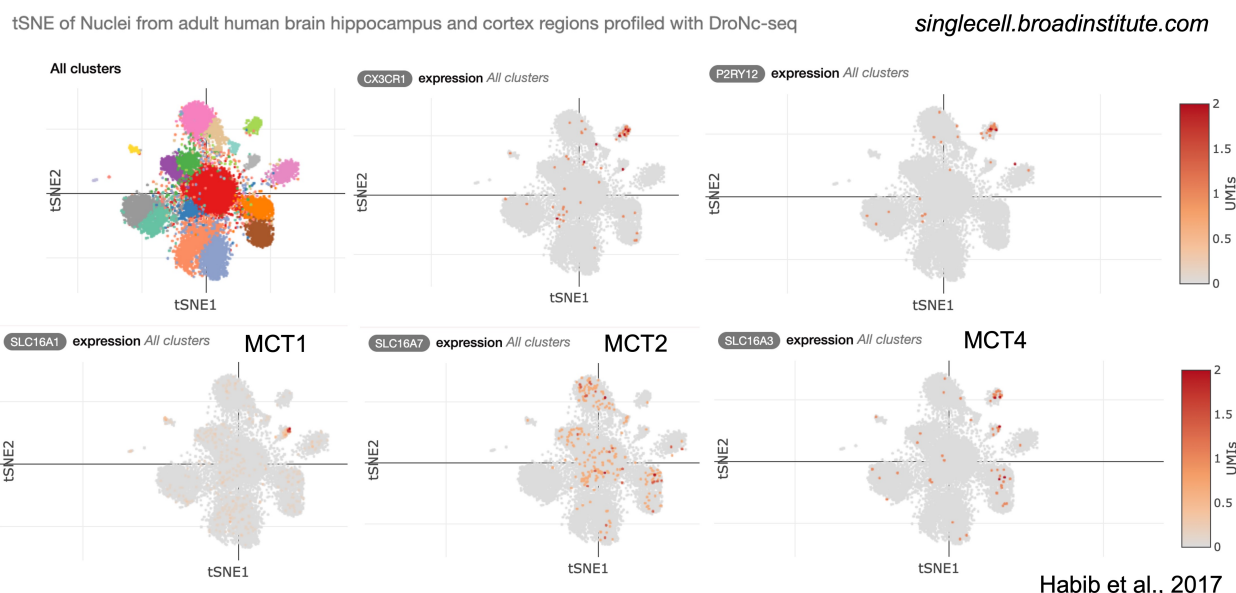 tSNE of Nuclei from adult human brain hippocampus and cortex regions profiled with DroNc-seq
singlecell.broadinstitute.com
All clusters
tSNE2
tSNE1
CX3CR1 expression All clusters
tSNE2
tSNE1
P2RY12 expression All clusters
tSNE2
tSNE1
2
1.5
1
0.5
0
UMIs
SLC16A1 expression All clusters MCT1
tSNE2
tSNE1
SLC16A7 expression All clusters MCT2
tSNE2
tSNE1
SLC16A3 expression All clusters MCT4
tSNE2
tSNE1
2
1.5
1
0.5
0
UMIs
Habib et al., 2017